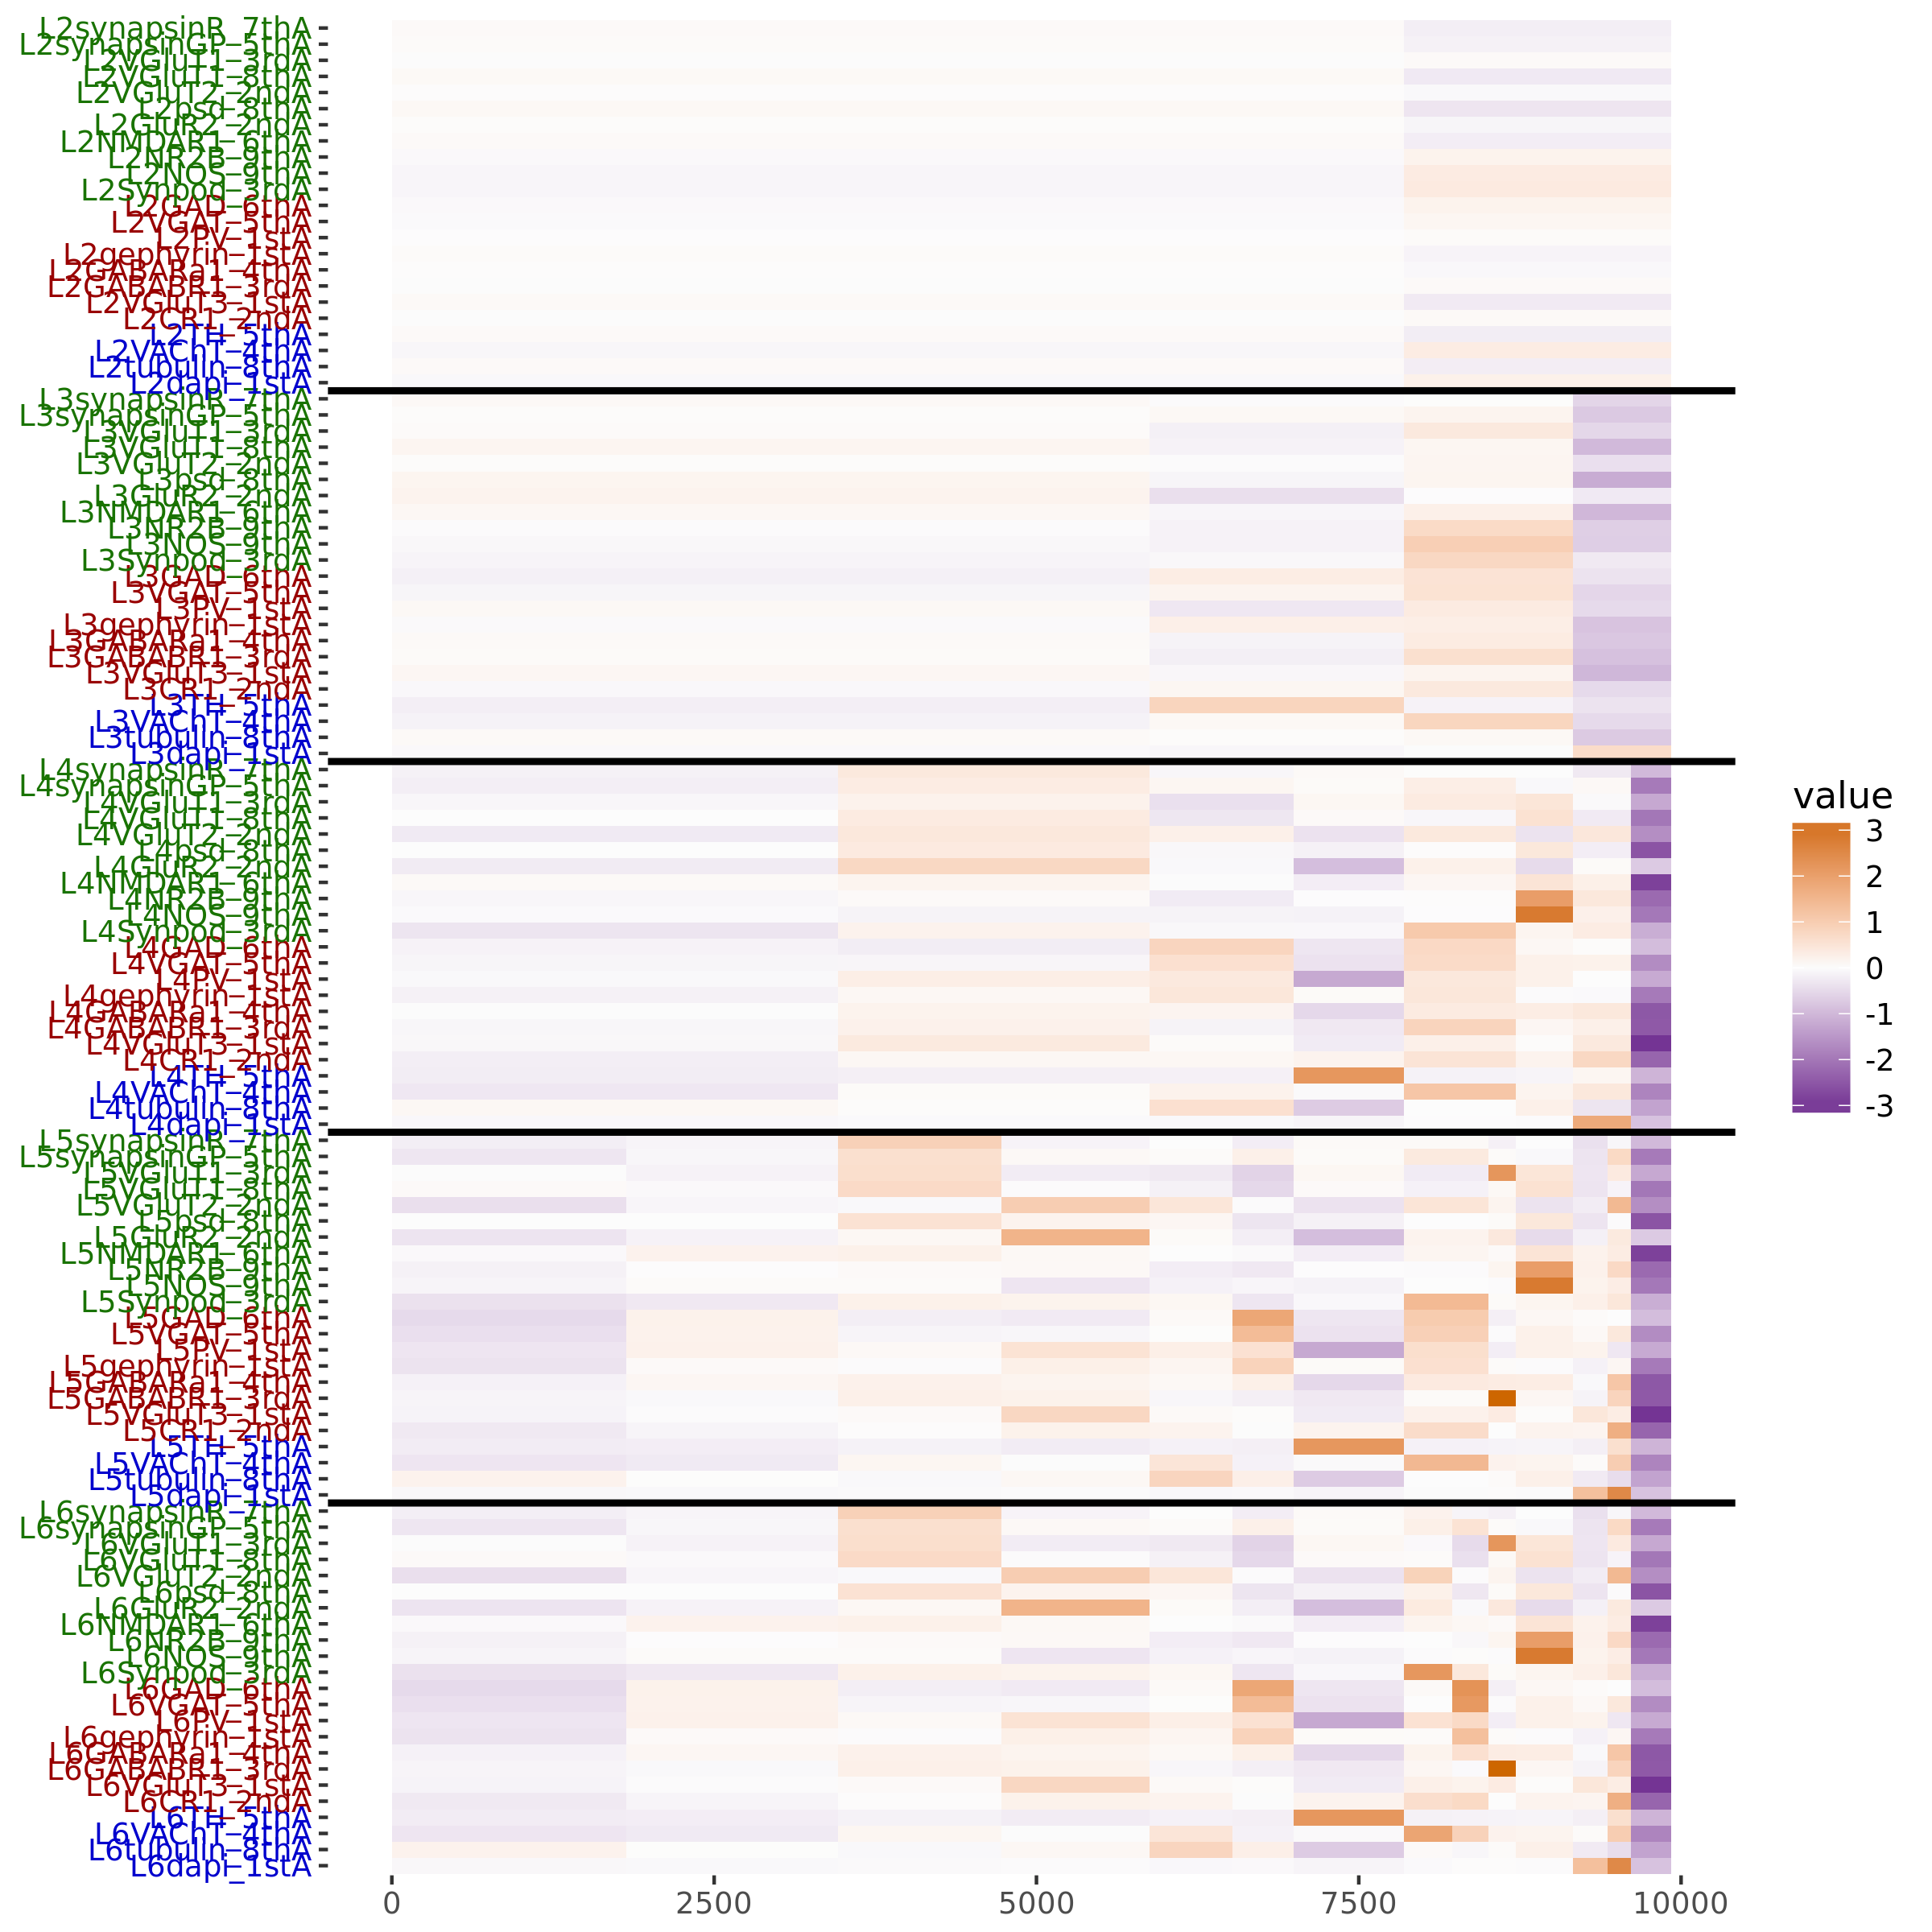 L2synapsinR_7thA
L2synapsinGP_5thA
L2VGluT1_3rdA
L2VGluT1_8thA
L2VGluT2_2ndA
L2psd_8thA
L2GluR2_2ndA
L2NMDAR1_6thA
L2NR2B_9thA
L2NOS_9thA
L2Synpod_3rdA
L2GAD_6thA
L2VGAT_5thA
L2PV_1stA
L2gephyrin_1stA
L2GABARa1_4thA
L2GABABR1_3rdA
L2VGluT3_1stA
L2CR1_2ndA
L2TH_5thA
L2VAChT_4thA
L2tubulin_8thA
L2dapi_1stA
L3synapsinR_7thA
L3synapsinGP_5thA
L3VGluT1_3rdA
L3VGluT1_8thA
L3VGluT2_2ndA
L3psd_8thA
L3GluR2_2ndA
L3NMDAR1_6thA
L3NR2B_9thA
L3NOS_9thA
L3Synpod_3rdA
L3GAD_6thA
L3VGAT_5thA
L3PV_1stA
L3gephyrin_1stA
L3GABARa1_4thA
L3GABABR1_3rdA
L3VGluT3_1stA
L3CR1_2ndA
L3TH_5thA
L3VAChT_4thA
L3tubulin_8thA
L3dapi_1stA
L4synapsinR_7thA
L4synapsinGP_5thA
L4VGluT1_3rdA
L4VGluT1_8thA
L4VGluT2_2ndA
L4psd_8thA
L4GluR2_2ndA
L4NMDAR1_6thA
L4NR2B_9thA
L4NOS_9thA
L4Synpod_3rdA
L4GAD_6thA
L4VGAT_5thA
L4PV_1stA
L4gephyrin_1stA
L4GABARa1_4thA
L4GABABR1_3rdA
L4VGluT3_1stA
L4CR1_2ndA
L4TH_5thA
L4VAChT_4thA
L4tubulin_8thA
L4dapi_1stA
L5synapsinR_7thA
L5synapsinGP_5thA
L5VGluT1_3rdA
L5VGluT1_8thA
L5VGluT2_2ndA
L5psd_8thA
L5GluR2_2ndA
L5NMDAR1_6thA
L5NR2B_9thA
L5NOS_9thA
L5Synpod_3rdA
L5GAD_6thA
L5VGAT_5thA
L5PV_1stA
L5gephyrin_1stA
L5GABARa1_4thA
L5GABABR1_3rdA
L5VGluT3_1stA
L5CR1_2ndA
L5TH_5thA
L5VAChT_4thA
L5tubulin_8thA
L5dapi_1stA
L6synapsinR_7thA
L6synapsinGP_5thA
L6VGluT1_3rdA
L6VGluT1_8thA
L6VGluT2_2ndA
L6psd_8thA
L6GluR2_2ndA
L6NMDAR1_6thA
L6NR2B_9thA
L6NOS_9thA
L6Synpod_3rdA
L6GAD_6thA
L6VGAT_5thA
L6PV_1stA
L6gephyrin_1stA
L6GABARa1_4thA
L6GABABR1_3rdA
L6VGluT3_1stA
L6CR1_2ndA
L6TH_5thA
L6VAChT_4thA
L6tubulin_8thA
L6dapi_1stA
0 2500 5000 7500 10000
value
3
2
1
0
-1
-2
-3